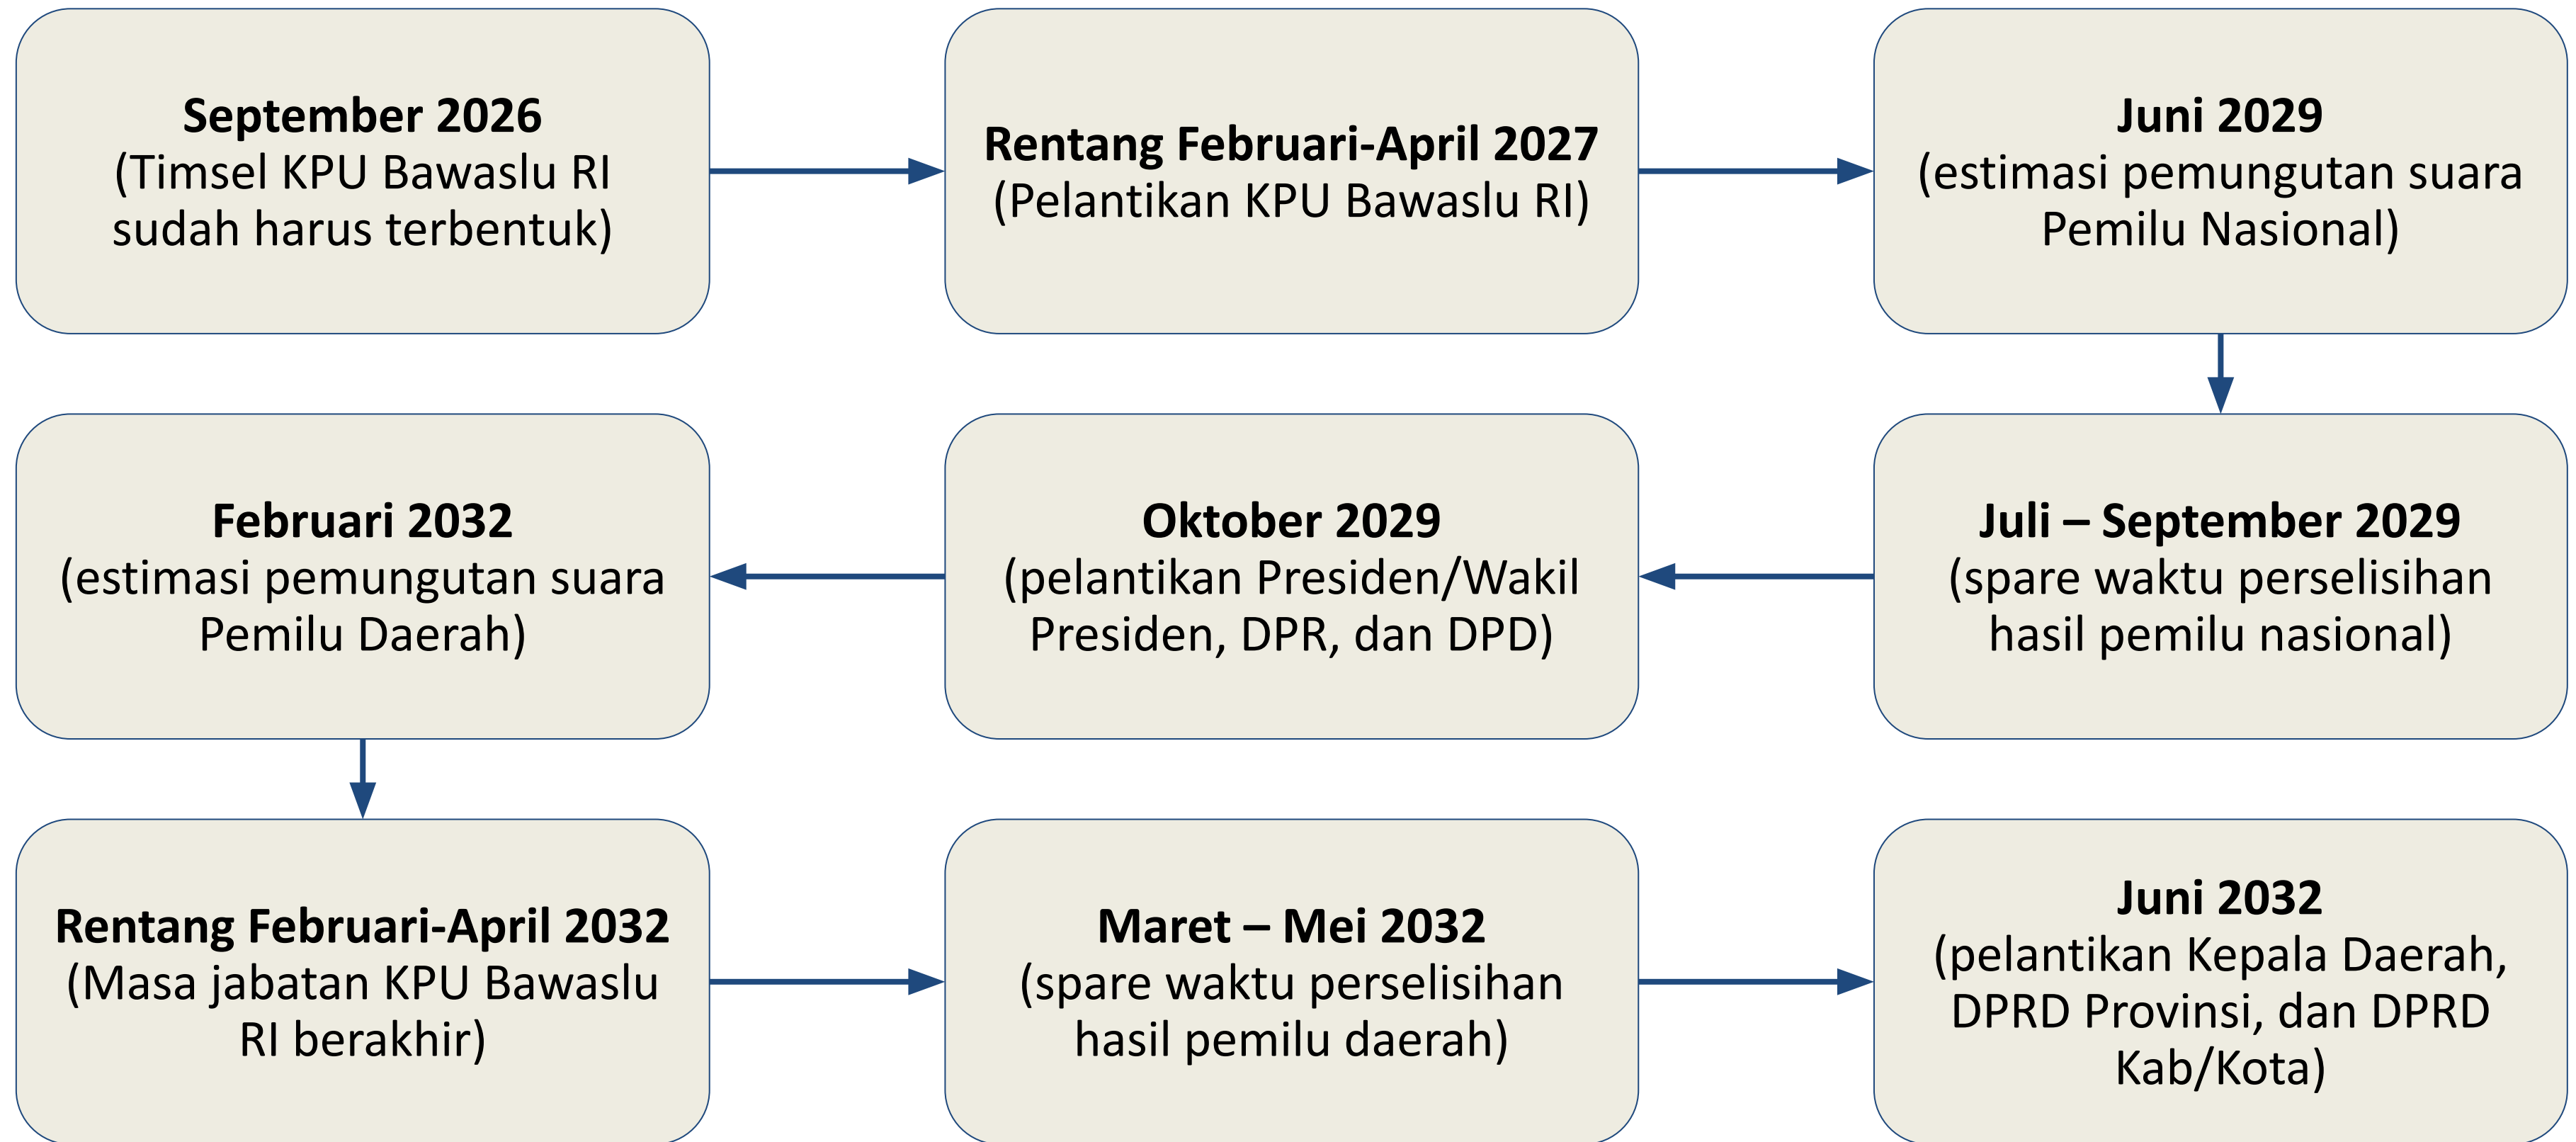 September 2026
(Timsel KPU Bawaslu RI
sudah harus terbentuk)
Rentang Februari-April 2027
(Pelantikan KPU Bawaslu RI)
Juni 2029
(estimasi pemungutan suara
Pemilu Nasional)
Juli – September 2029
(spare waktu perselisihan
hasil pemilu nasional)
Oktober 2029
(pelantikan Presiden/Wakil
Presiden, DPR, dan DPD)
Februari 2032
(estimasi pemungutan suara
Pemilu Daerah)
Rentang Februari-April 2032
(Masa jabatan KPU Bawaslu
RI berakhir)
Maret – Mei 2032
(spare waktu perselisihan
hasil pemilu daerah)
Juni 2032
(pelantikan Kepala Daerah,
DPRD Provinsi, dan DPRD
Kab/Kota)